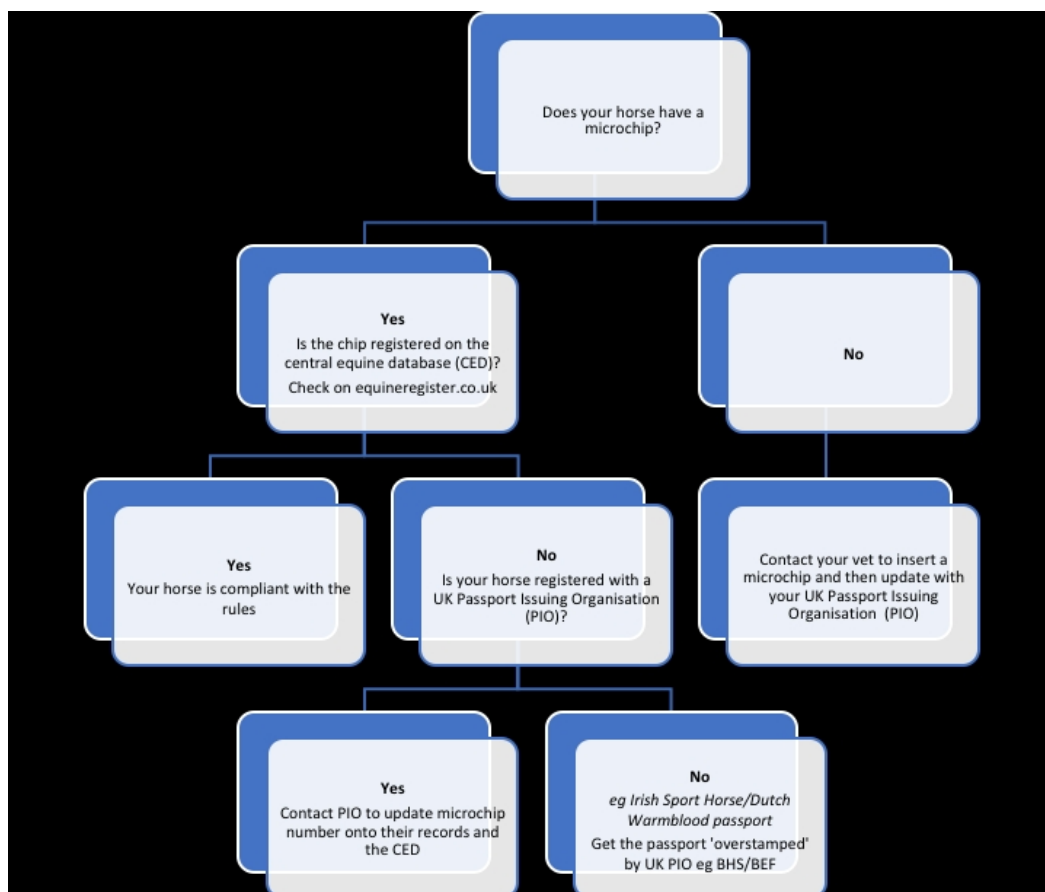 Does your horse have a
microchip?
Yes
Is the chip registered on the
central equine database (CED)?
Check on equineregister.co.uk
No
Yes
Your horse is compliant with the
rules
No
Is your horse registered with a
UK Passport Issuing Organisation
(PIO)?
Contact your vet to insert a
microchip and then update with
your UK Passport Issuing
Organisation (PIO)
Yes
Contact PIO to update microchip
number onto their records and
the CED
No
eg Irish Sport Horse/Dutch
Warmblood passport
Get the passport 'overstamped'
by UK PIO eg BHS/BEF